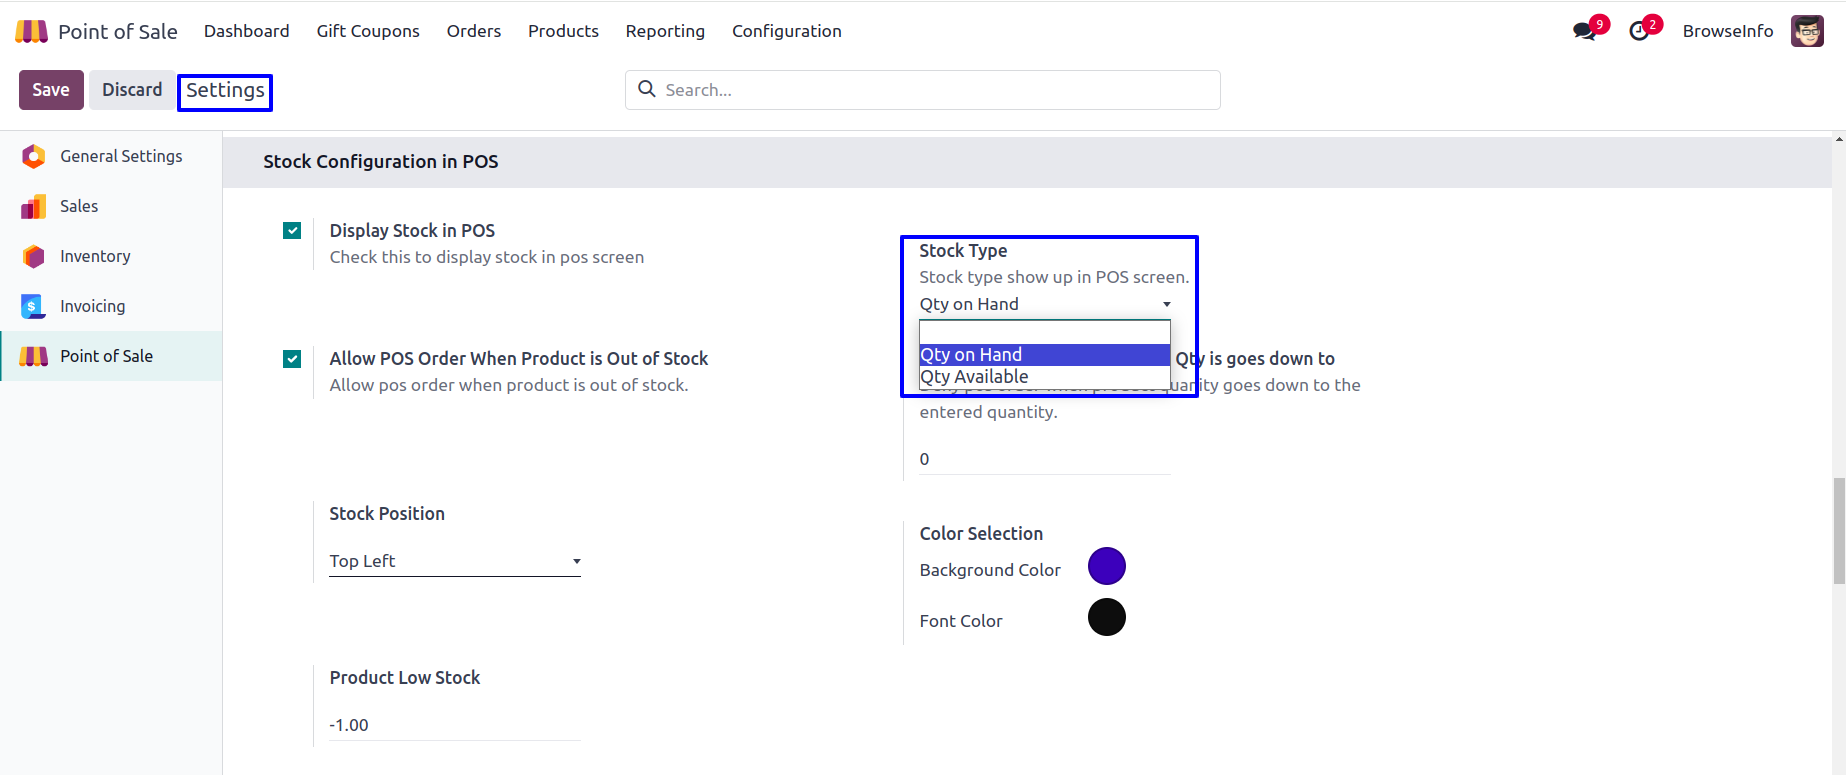 Point of Sale Dashboard Gift Coupons Orders Products Reporting Configuration 9 2 BrowseInfo
Save Discard Settings Search...
General Settings
Sales
Inventory
$ Invoicing
Point of Sale
Stock Configuration in POS
Display Stock in POS
Check this to display stock in pos screen
Stock Type
Stock type show up in POS screen.
Qty on Hand
Qty on Hand
Qty Available
Allow POS Order When Product is Out of Stock
Allow pos order when product is out of stock.
Qty is goes down to
quantity goes down to the
entered quantity.
0
Stock Position
Top Left
Color Selection
Background Color
Font Color
Product Low Stock
-1.00